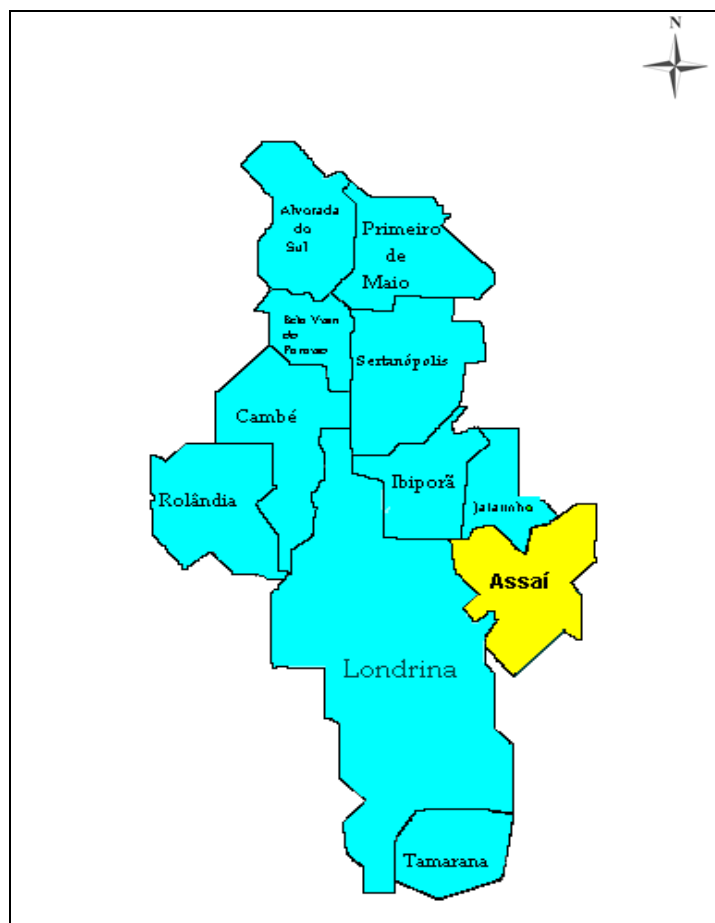 N
Alvorada
do
Sul
Primeiro
de
Maio
Sertanópolis
Cambé
Ibiporã
Rolândia
Assaí
Londrina
Tamarana